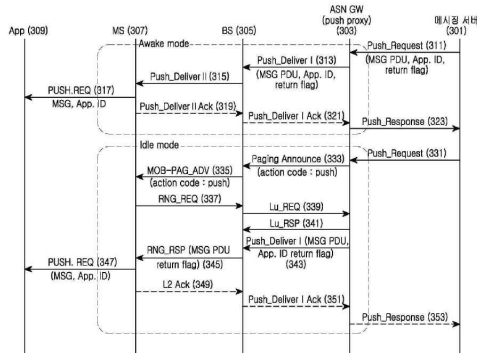 App (309)
MS (307)
BS (305)
ASN GW
(push proxy)
(303)
메시징 서버
(301)
Awake mode
Push_Request (311)
(MSG PDU, App. ID,
return flag)
Push_Deliver I (313)
(MSG PDU, App. ID,
return flag)
Push_Deliver II (315)
PUSH.REQ (317)
MSG, App. ID
Push_Deliver II Ack (319)
Push_Deliver I Ack (321)
Push_Response (323)
Idle mode
Push_Request (331)
Paging Announce (333)
(action code : push)
MOB-PAG_ADV (335)
(action code : push)
RNG_REQ (337)
Lu_REQ (339)
Lu_RSP (341)
Push_Deliver I (MSG PDU,
App. ID return flag)
(343)
RNG_RSP (MSG PDU
return flag) (345)
PUSH. REQ (347)
(MSG, App. ID)
L2 Ack (349)
Push_Deliver I Ack (351)
Push_Response (353)